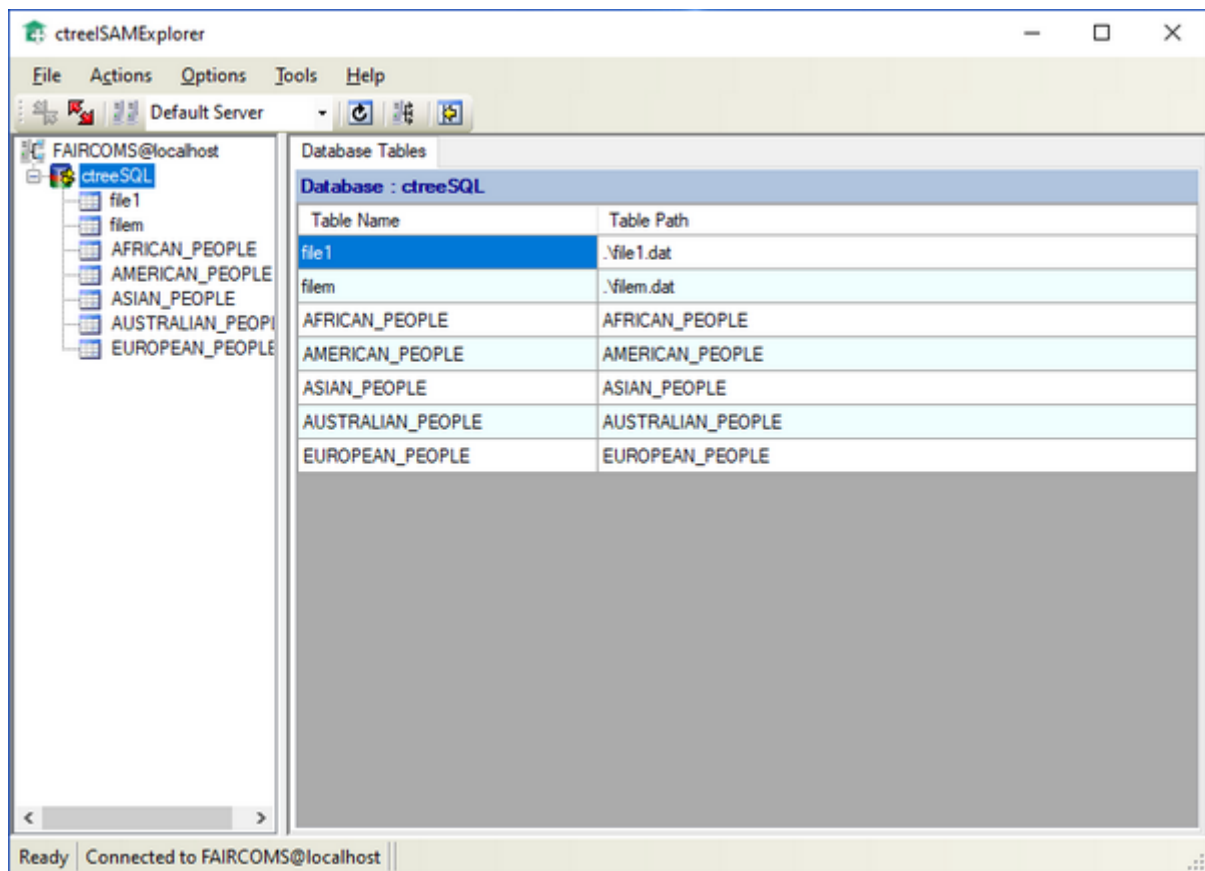 ctreeISAMExplorer
File Actions Options Tools Help
Default Server
FAIRCOMS@localhost
ctreeSQL
file1
filem
AFRICAN_PEOPLE
AMERICAN_PEOPLE
ASIAN_PEOPLE
AUSTRALIAN_PEOPL
EUROPEAN_PEOPLE
Database Tables
Database : ctreeSQL
Table Name Table Path
file1 .\file1.dat
filem .\filem.dat
AFRICAN_PEOPLE AFRICAN_PEOPLE
AMERICAN_PEOPLE AMERICAN_PEOPLE
ASIAN_PEOPLE ASIAN_PEOPLE
AUSTRALIAN_PEOPLE AUSTRALIAN_PEOPLE
EUROPEAN_PEOPLE EUROPEAN_PEOPLE
Ready Connected to FAIRCOMS@localhost